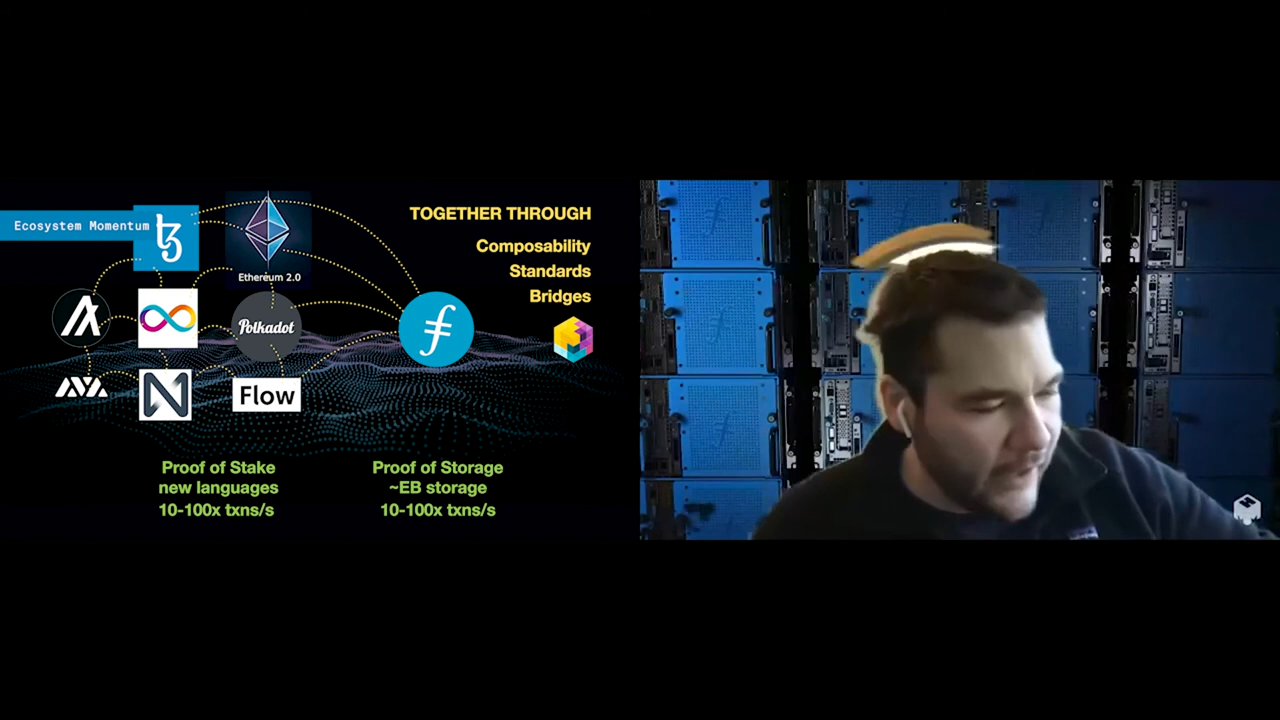 Ecosystem Momentum
Ethereum 2.0
Polkadot
Flow
TOGETHER THROUGH
Composability
Standards
Bridges
Proof of Stake
new languages
10-100x txns/s
Proof of Storage
~EB storage
10-100x txns/s